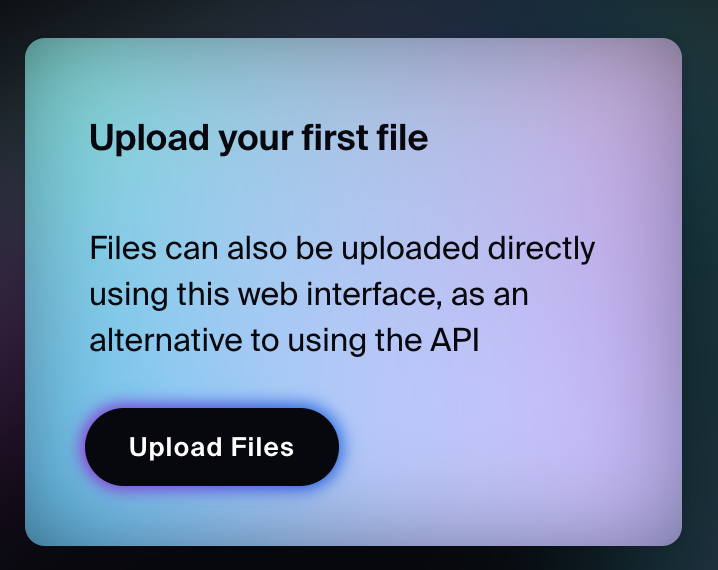 Upload your first file
Files can also be uploaded directly
using this web interface, as an
alternative to using the API
Upload Files